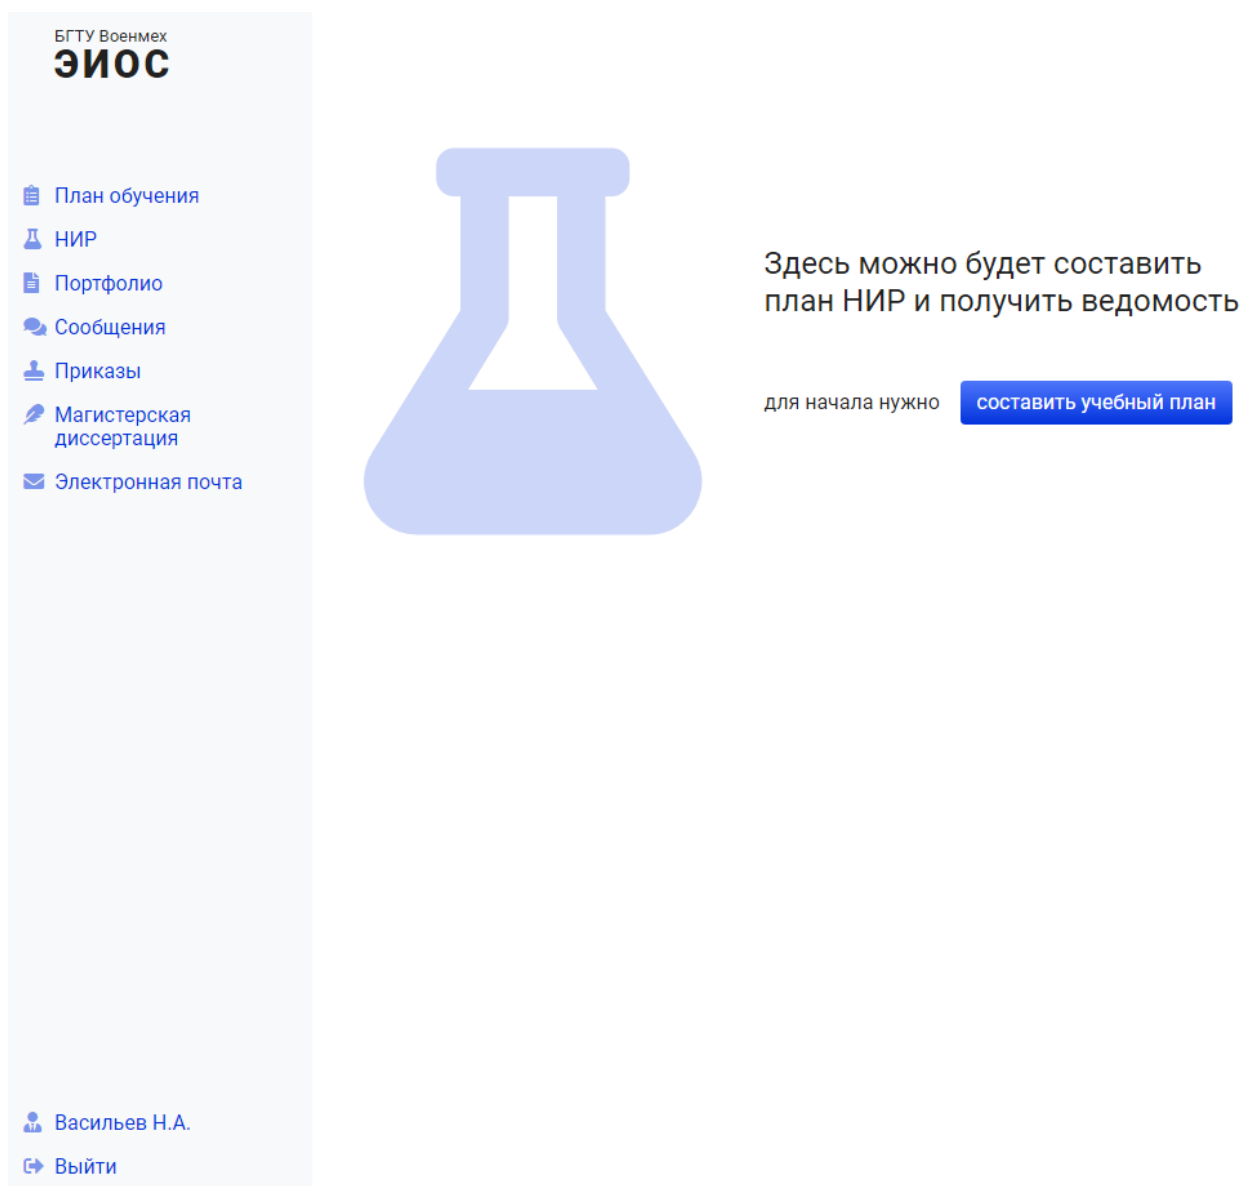 БГТУ Военмех
ЭИОС
План обучения
НИР
Портфолио
Сообщения
Приказы
Магистерская
диссертация
Электронная почта
Здесь можно будет составить
план НИР и получить ведомость
для начала нужно составить учебный план
Васильев Н.А.
Выйти